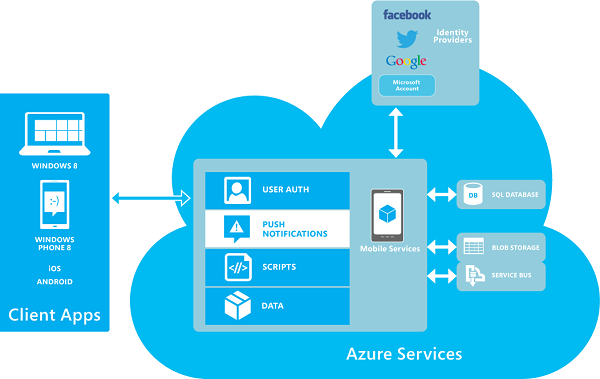 facebook
Identity
Providers
Google
Microsoft
Account
WINDOWS 8
:-)
WINDOWS
PHONE 8
iOS
ANDROID
Client Apps
USER AUTH
PUSH
NOTIFICATIONS
</>
SCRIPTS
DATA
Mobile Services
DB
SQL DATABASE
BLOB STORAGE
SERVICE BUS
Azure Services